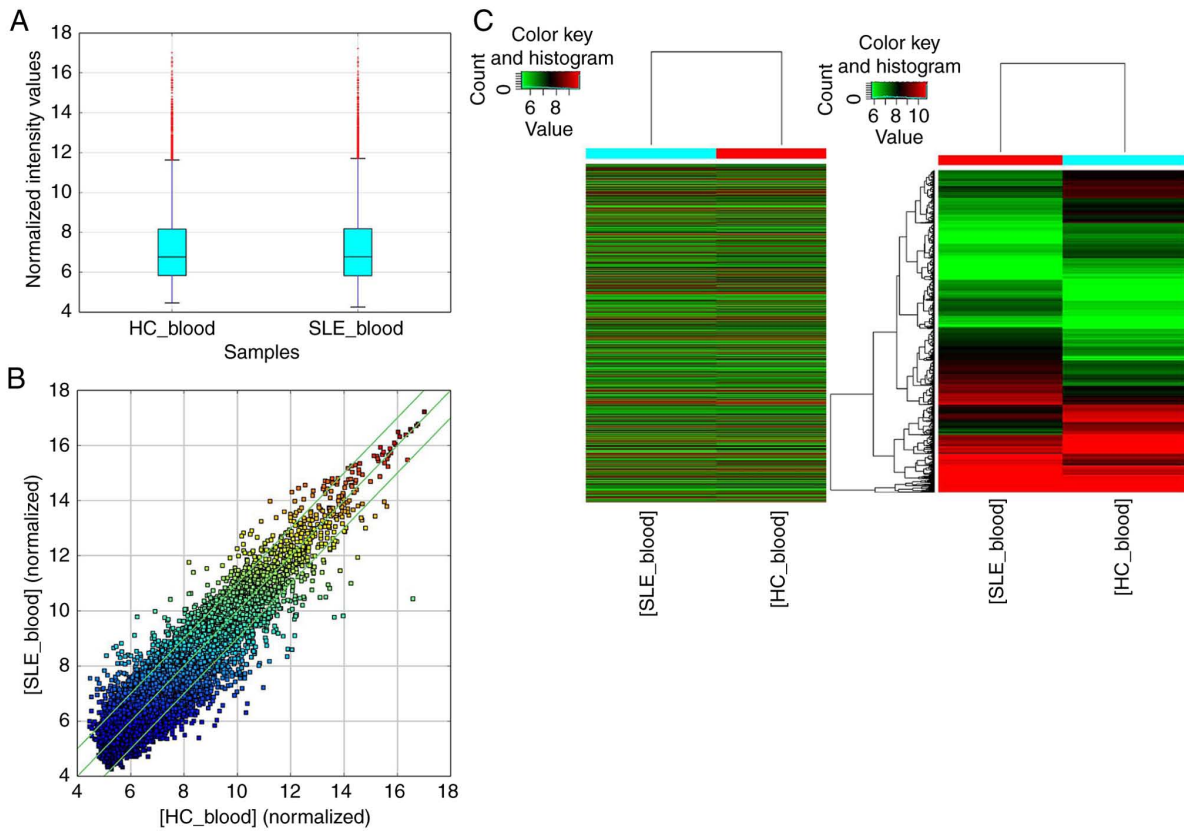 A
Normalized intensity values
18
16
14
12
10
8
6
4
HC_blood
SLE_blood
Samples
B
[SLE_blood] (normalized)
18
16
14
12
10
8
6
4
4
6
8
10
12
14
16
18
[HC_blood] (normalized)
C
Color key
and histogram
Count
0
6 8
Value
[SLE_blood]
[HC_blood]
Color key
and histogram
Count
0
6 8 10
Value
[SLE_blood]
[HC_blood]